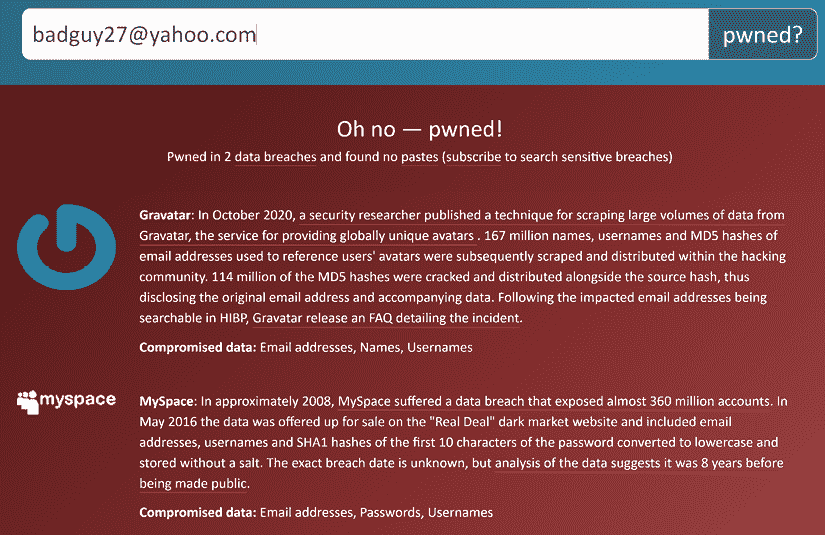 badguy27@yahoo.com
pwned?
Oh no — pwned!
Pwned in 2 data breaches and found no pastes (subscribe to search sensitive breaches)
Gravatar: In October 2020, a security researcher published a technique for scraping large volumes of data from
Gravatar, the service for providing globally unique avatars . 167 million names, usernames and MD5 hashes of
email addresses used to reference users' avatars were subsequently scraped and distributed within the hacking
community. 114 million of the MD5 hashes were cracked and distributed alongside the source hash, thus
disclosing the original email address and accompanying data. Following the impacted email addresses being
searchable in HIBP, Gravatar release an FAQ detailing the incident.
Compromised data: Email addresses, Names, Usernames
myspace
MySpace: In approximately 2008, MySpace suffered a data breach that exposed almost 360 million accounts. In
May 2016 the data was offered up for sale on the "Real Deal" dark market website and included email
addresses, usernames and SHA1 hashes of the first 10 characters of the password converted to lowercase and
stored without a salt. The exact breach date is unknown, but analysis of the data suggests it was 8 years before
being made public.
Compromised data: Email addresses, Passwords, Usernames